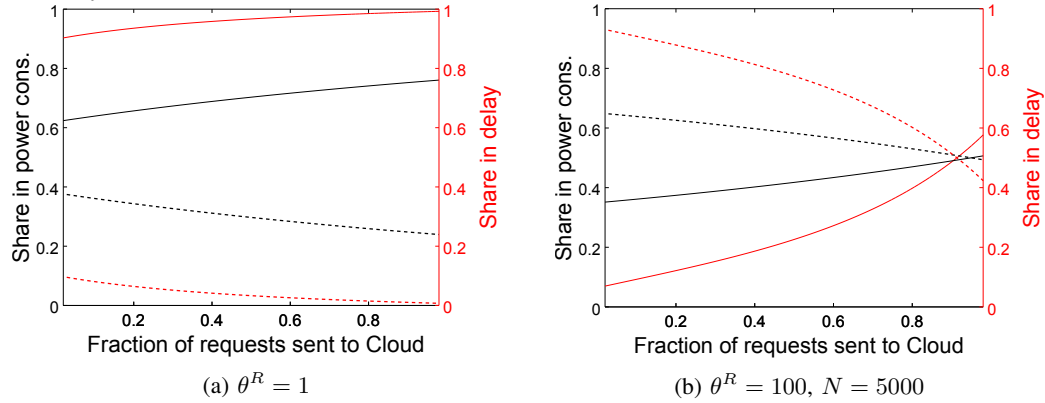 1
0.8
0.6
0.4
0.2
0
Share in power cons.
0.2 0.4 0.6 0.8
Fraction of requests sent to Cloud
1
0.8
0.6
0.4
0.2
0
Share in delay
(a) θ^R = 1
1
0.8
0.6
0.4
0.2
0
Share in power cons.
0.2 0.4 0.6 0.8
Fraction of requests sent to Cloud
1
0.8
0.6
0.4
0.2
0
Share in delay
(b) θ^R = 100, N = 5000